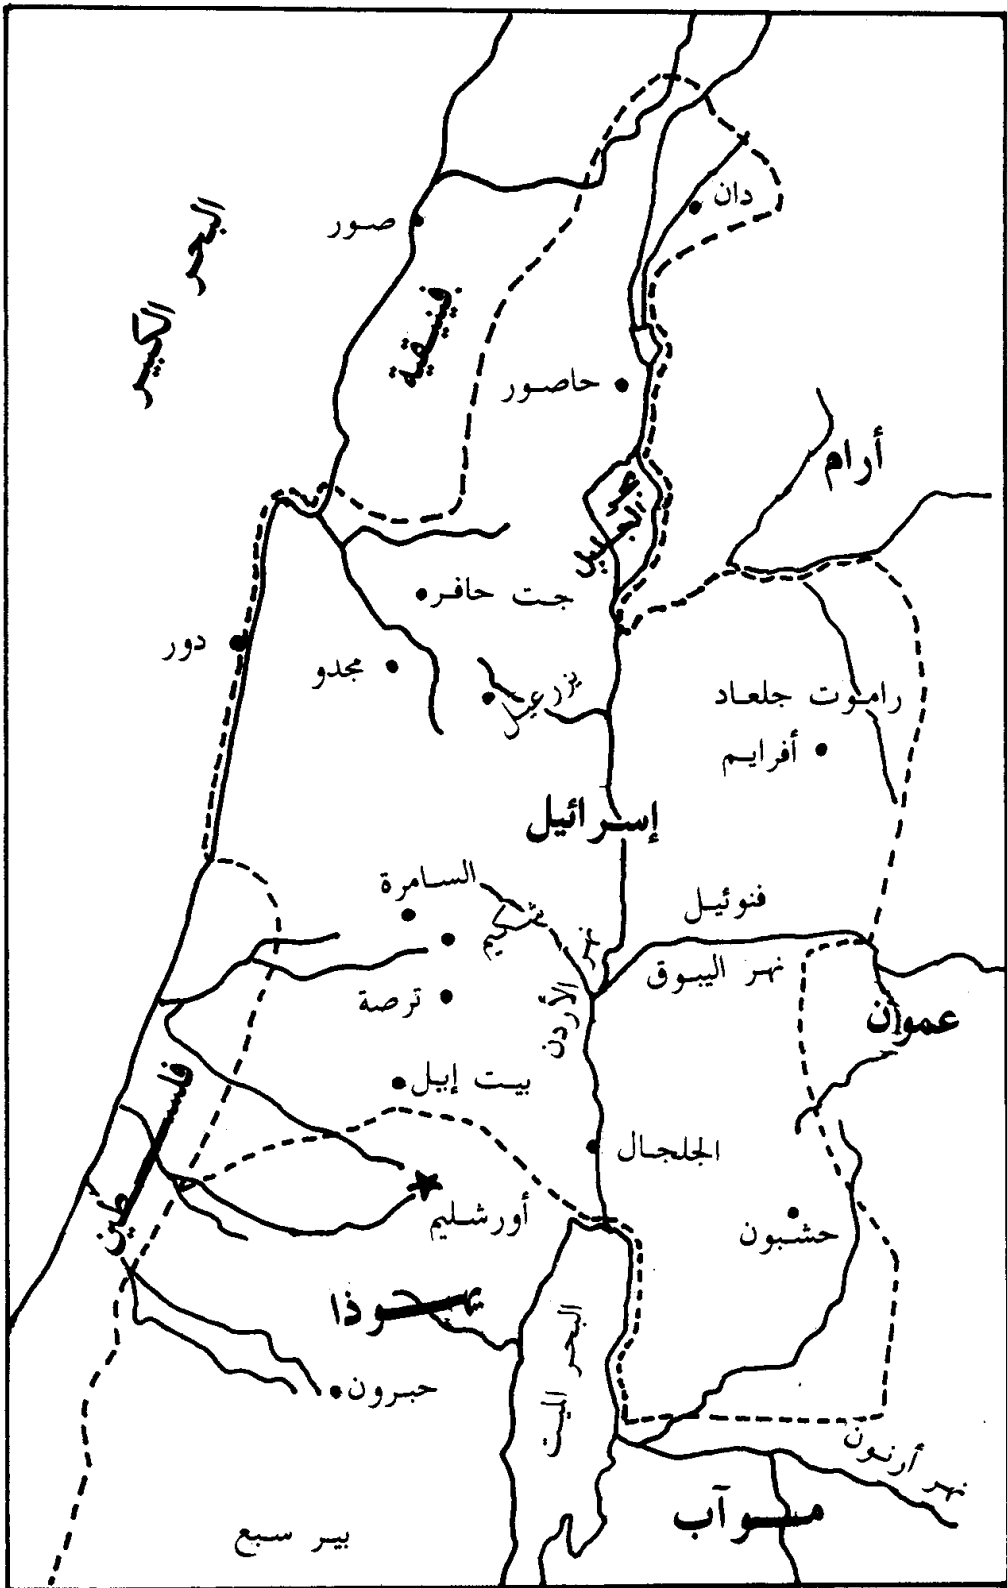 دان
صور
البحر
الكبير
فينيقية
حاصور
أرام
بحر
الجليل
جت حافر
دور
مجدو
يزرعيل
راموت جلعاد
أفرايم
إسرائيل
السامرة
شكيم
فنوئيل
نهر
الأردن
نهر اليبوق
ترصة
عمون
بيت إيل
فلسطين
الجلجال
أورشليم
حشبون
يهوذا
البحر الميت
حبرون
نهر أرنون
موآب
بير سبع